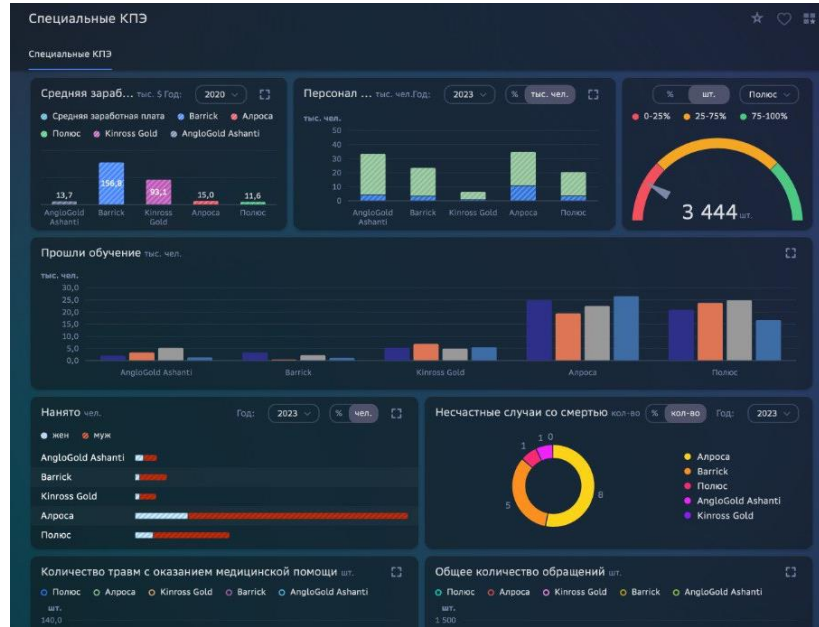 Специальные КПЭ
Специальные КПЭ
Средняя зараб... тыс. $ Год: 2020
Средняя заработная плата Barrick Алроса
Полюс Kinross Gold AngloGold Ashanti
13,7 156,8 93,1 15,0 11,6
AngloGold Ashanti Barrick Kinross Gold Алроса Полюс
Персонал ... тыс. чел.Год: 2023 % тыс. чел.
тыс. чел.
50
40
30
20
10
0
AngloGold Ashanti Barrick Kinross Gold Алроса Полюс
% шт. Полюс
0-25% 25-75% 75-100%
3 444 шт.
Прошли обучение тыс. чел.
тыс. чел.
30,0
25,0
20,0
15,0
10,0
5,0
0,0
AngloGold Ashanti Barrick Kinross Gold Алроса Полюс
Нанято чел. Год: 2023 % чел.
жен муж
AngloGold Ashanti
Barrick
Kinross Gold
Алроса
Полюс
Несчастные случаи со смертью кол-во % кол-во Год: 2023
1 1 0
5 8
Алроса
Barrick
Полюс
AngloGold Ashanti
Kinross Gold
Количество травм с оказанием медицинской помощи шт.
Полюс Алроса Kinross Gold Barrick AngloGold Ashanti
шт.
140,0
Общее количество обращений шт.
Полюс Алроса Kinross Gold Barrick AngloGold Ashanti
шт.
1 500